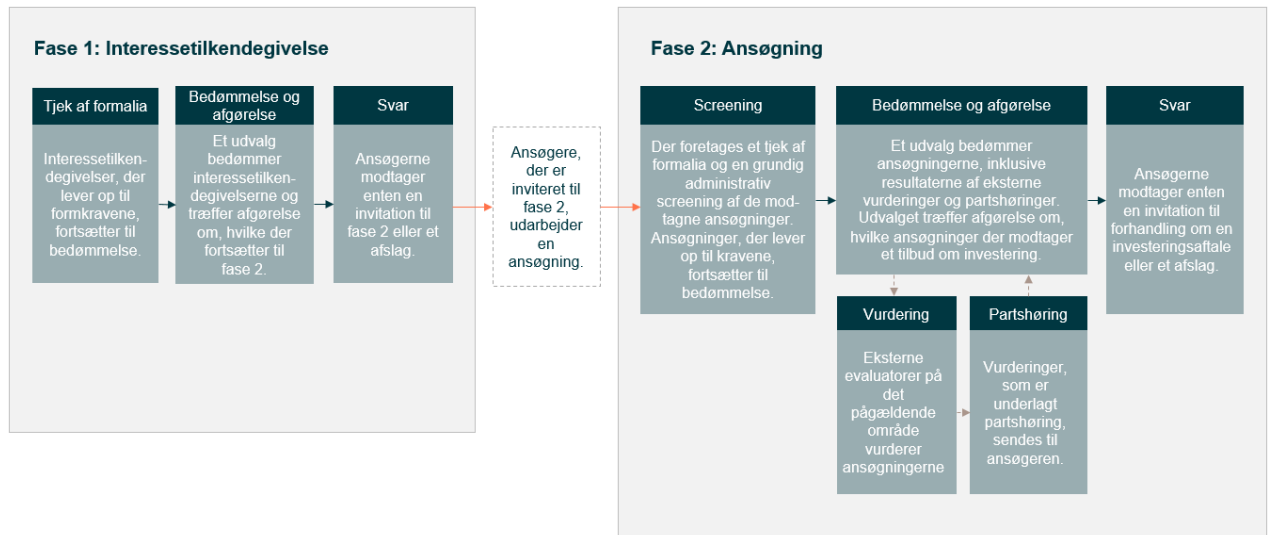 Fase 1: Interessetilkendegivelse
Tjek af formalia
Interessetilken-
degivelser, der
lever op til
formkravene,
fortsætter til
bedømmelse.
Bedømmelse og
afgørelse
Et udvalg
bedømmer
interessetilken-
degivelserne og
træffer afgørelse
om, hvilke der
fortsætter til
fase 2.
Svar
Ansøgerne
modtager
enten en
invitation til
fase 2 eller et
afslag.
Ansøgere,
der er
inviteret til
fase 2,
udarbejder
en
ansøgning.
Fase 2: Ansøgning
Screening
Der foretages et tjek af
formalia og en grundig
administrativ
screening af de mod-
tagne ansøgninger.
Ansøgninger, der lever
op til kravene,
fortsætter til
bedømmelse.
Bedømmelse og afgørelse
Et udvalg bedømmer
ansøgningerne, inklusive
resultaterne af eksterne
vurderinger og partshøringer.
Udvalget træffer afgørelse om,
hvilke ansøgninger der modtager
et tilbud om investering.
Vurdering
Eksterne
evaluatorer på
det
pågældende
område
vurderer
ansøgningerne
Partshøring
Vurderinger,
som er
underlagt
partshøring,
sendes til
ansøgeren.
Svar
Ansøgerne
modtager enten
en invitation til
forhandling om en
investeringsaftale
eller et afslag.